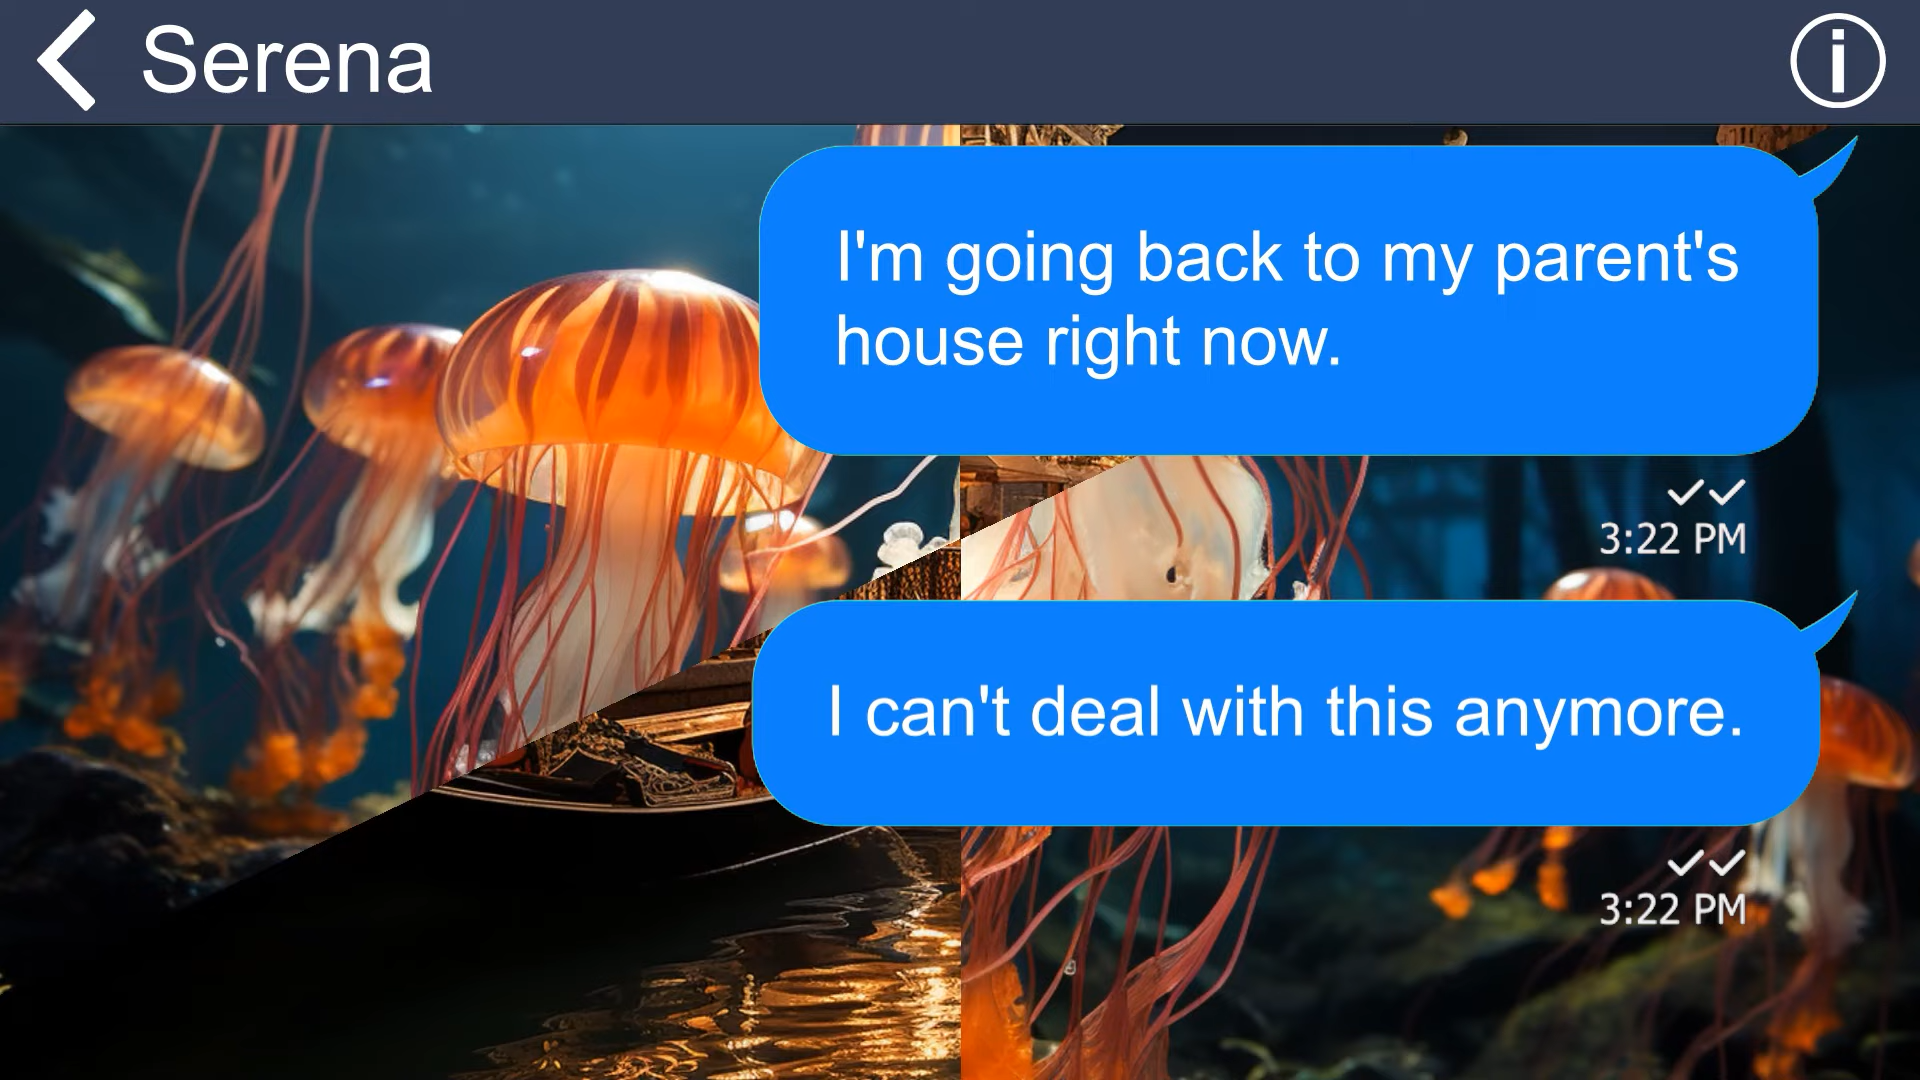 Serena
I'm going back to my parent's
house right now.
3:22 PM
I can't deal with this anymore.
3:22 PM